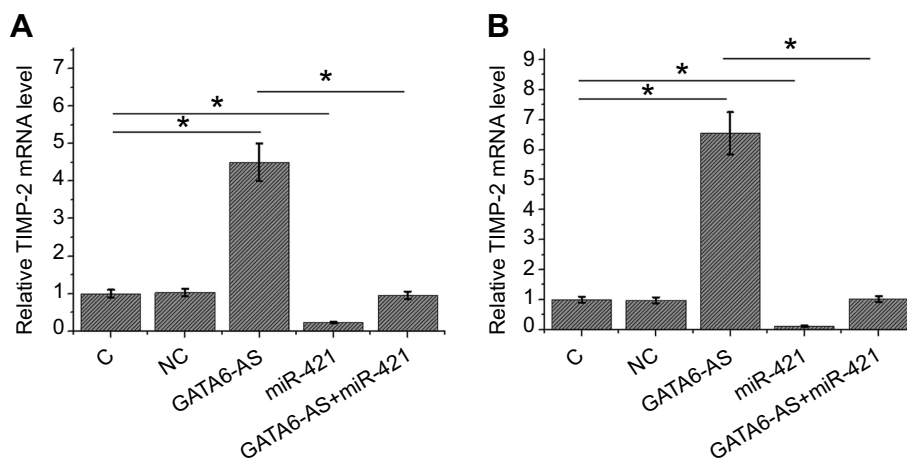 A
Relative TIMP-2 mRNA level
7
6
5
4
3
2
1
0
*
*
*
C
NC
GATA6-AS
miR-421
GATA6-AS+miR-421
B
Relative TIMP-2 mRNA level
9
8
7
6
5
4
3
2
1
0
*
*
*
C
NC
GATA6-AS
miR-421
GATA6-AS+miR-421